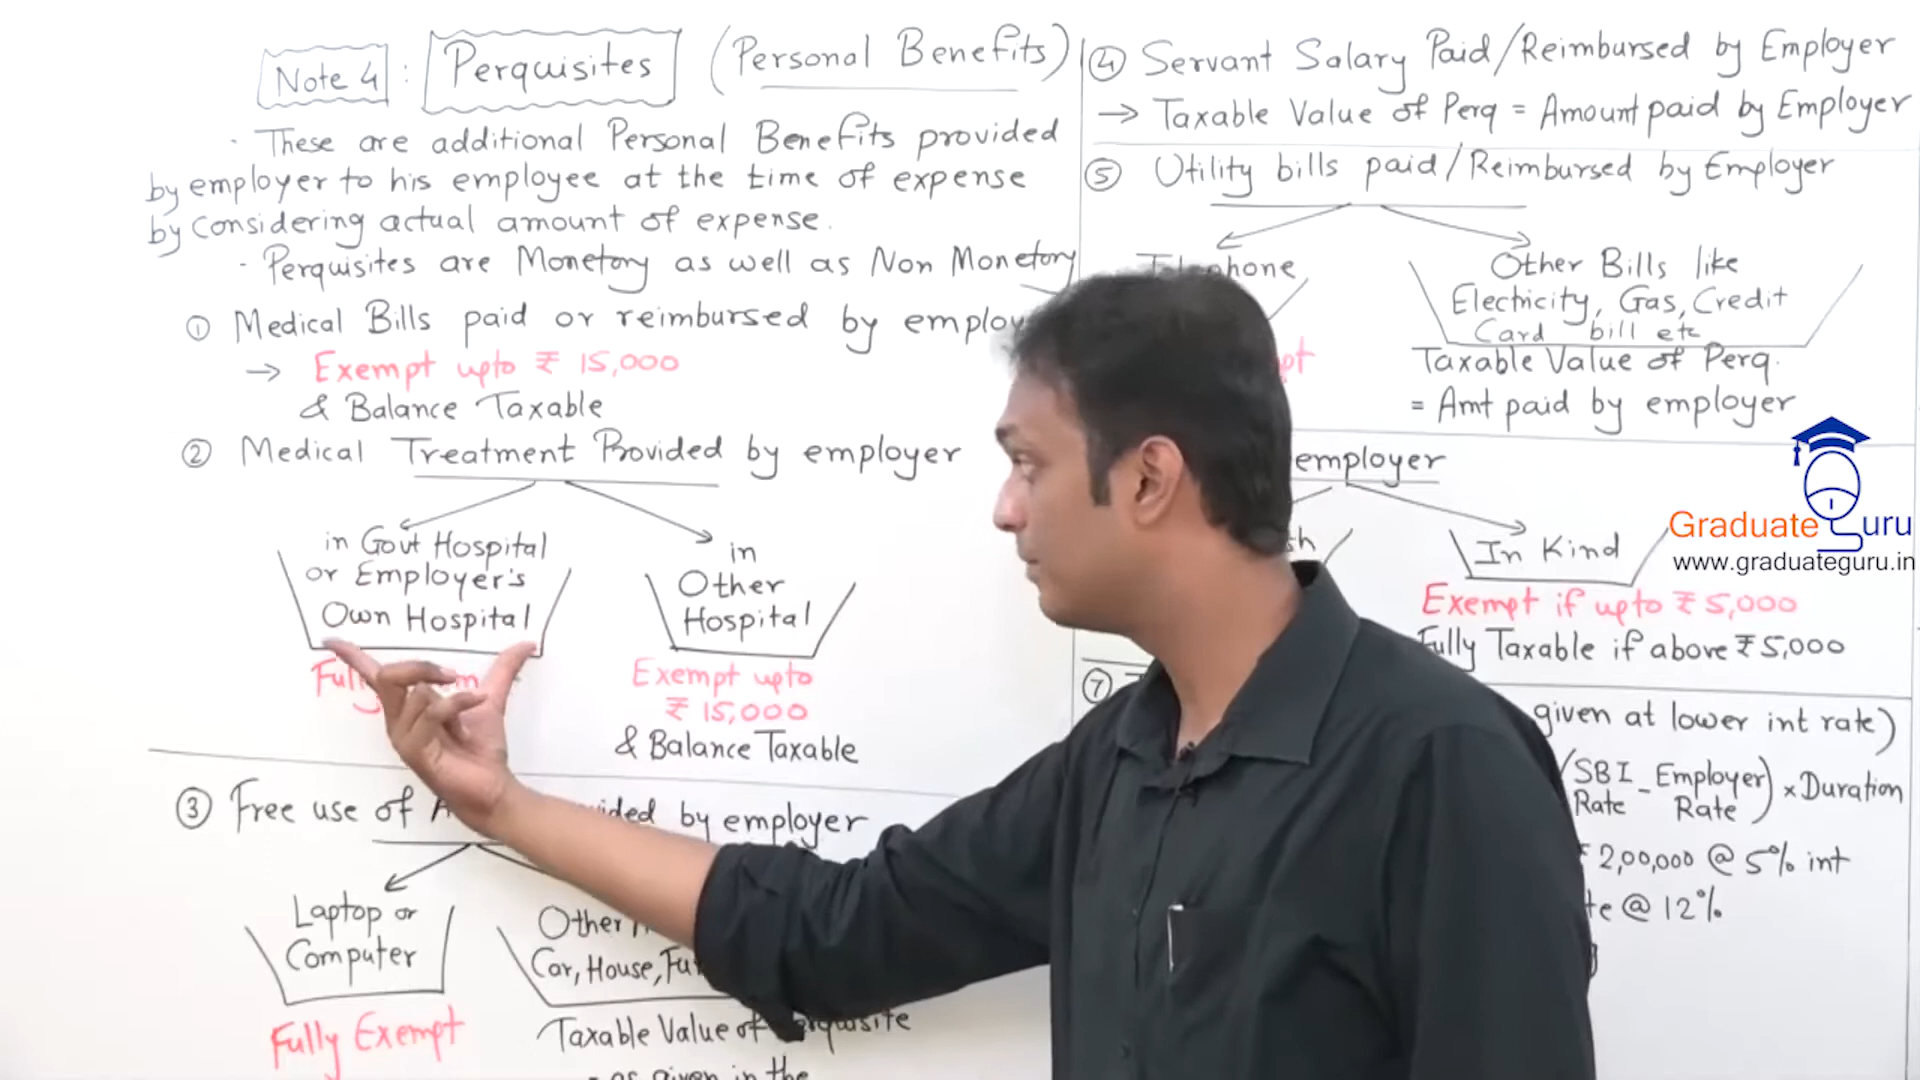 Note 4 : Perquisites (Personal Benefits)
· These are additional Personal Benefits provided
by employer to his employee at the time of expense
by considering actual amount of expense.
· Perquisites are Monetory as well as Non Monetory
① Medical Bills paid or reimbursed by
→ Exempt upto ₹ 15,000
& Balance Taxable
② Medical Treatment Provided by employer
in Govt Hospital
or Employer's
Own Hospital
in
Other
Hospital
Exempt upto
₹ 15,000
& Balance Taxable
③ Free use of by employer
Laptop or
Computer
Fully Exempt
Other
Car, House,
Taxable Value of
- as given in the
④ Servant Salary Paid/Reimbursed by Employer
→ Taxable Value of Perq = Amount paid by Employer
⑤ Utility bills paid/Reimbursed by Employer
Other Bills like
Electricity, Gas, Credit
Card bill etc
Taxable Value of Perq.
= Amt paid by employer
employer
In Kind
Exempt if upto ₹ 5,000
Fully Taxable if above ₹ 5,000
⑦
given at lower int rate)
(SBI Rate - Employer Rate) × Duration
2,00,000 @ 5% int
@ 12%
Graduate Guru
www.graduateguru.in